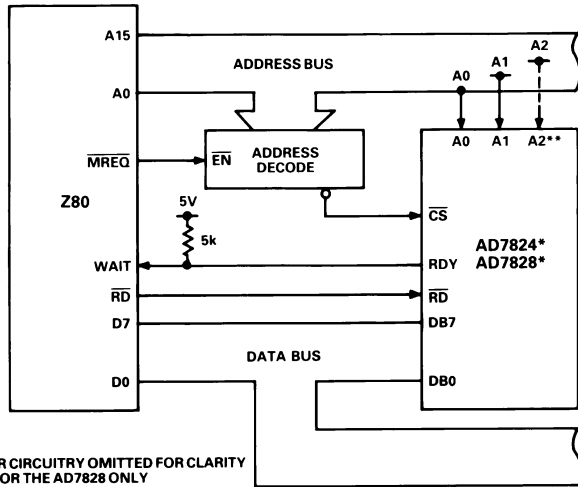 A15
ADDRESS BUS
A2
A1
A0
A0
A0 A1 A2**
MREQ
EN
ADDRESS
DECODE
Z80
5V
5k
CS
AD7824*
AD7828*
WAIT
RDY
RD
RD
D7
DB7
DATA BUS
D0
DB0
CIRCUITRY OMITTED FOR CLARITY
THE AD7828 ONLY